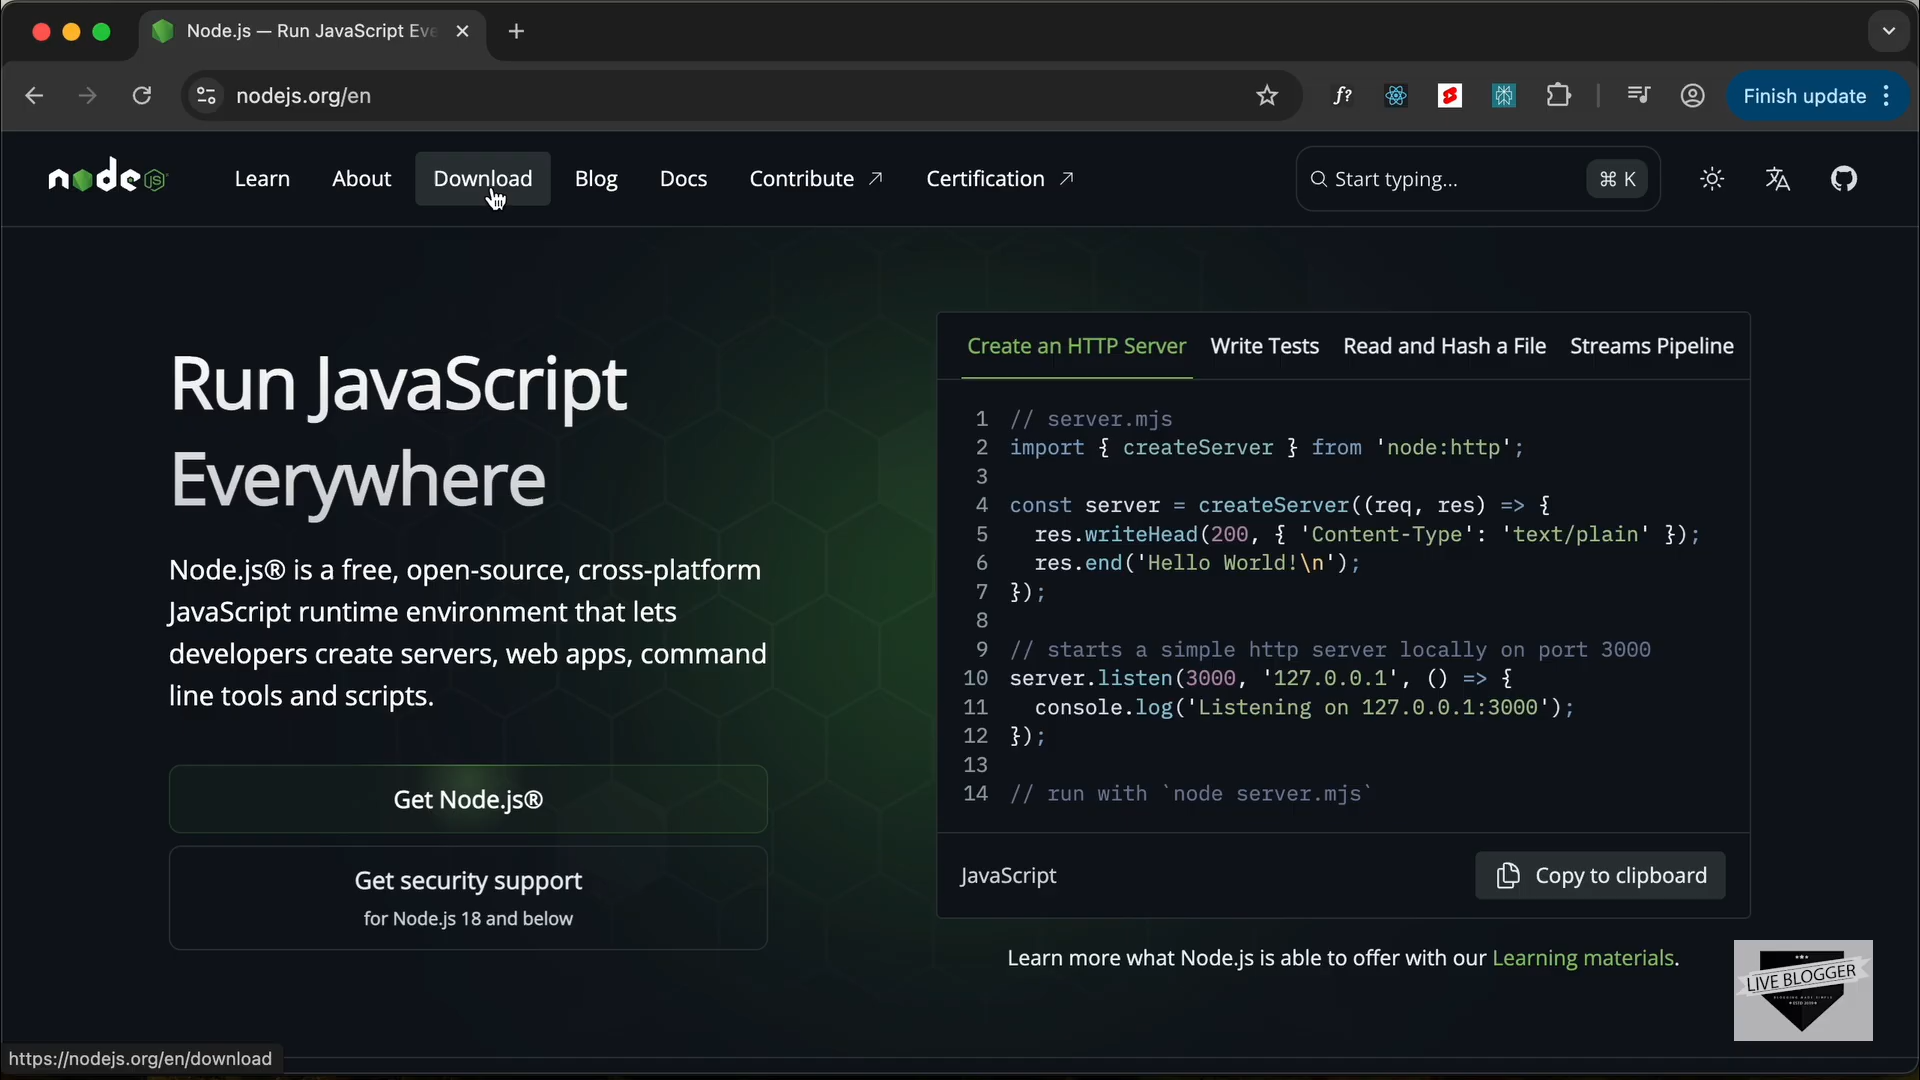 Node.js — Run JavaScript Eve
nodejs.org/en
f?
Finish update
node JS
Learn
About
Download
Blog
Docs
Contribute
Certification
Start typing...
⌘ K
Run JavaScript
Everywhere
Node.js® is a free, open-source, cross-platform
JavaScript runtime environment that lets
developers create servers, web apps, command
line tools and scripts.
Get Node.js®
Get security support
for Node.js 18 and below
Create an HTTP Server
Write Tests
Read and Hash a File
Streams Pipeline
1 // server.mjs
2 import { createServer } from 'node:http';
3
4 const server = createServer((req, res) => {
5 res.writeHead(200, { 'Content-Type': 'text/plain' });
6 res.end('Hello World!\n');
7 });
8
9 // starts a simple http server locally on port 3000
10 server.listen(3000, '127.0.0.1', () => {
11 console.log('Listening on 127.0.0.1:3000');
12 });
13
14 // run with `node server.mjs`
JavaScript
Copy to clipboard
Learn more what Node.js is able to offer with our Learning materials.
LIVE BLOGGER
https://nodejs.org/en/download